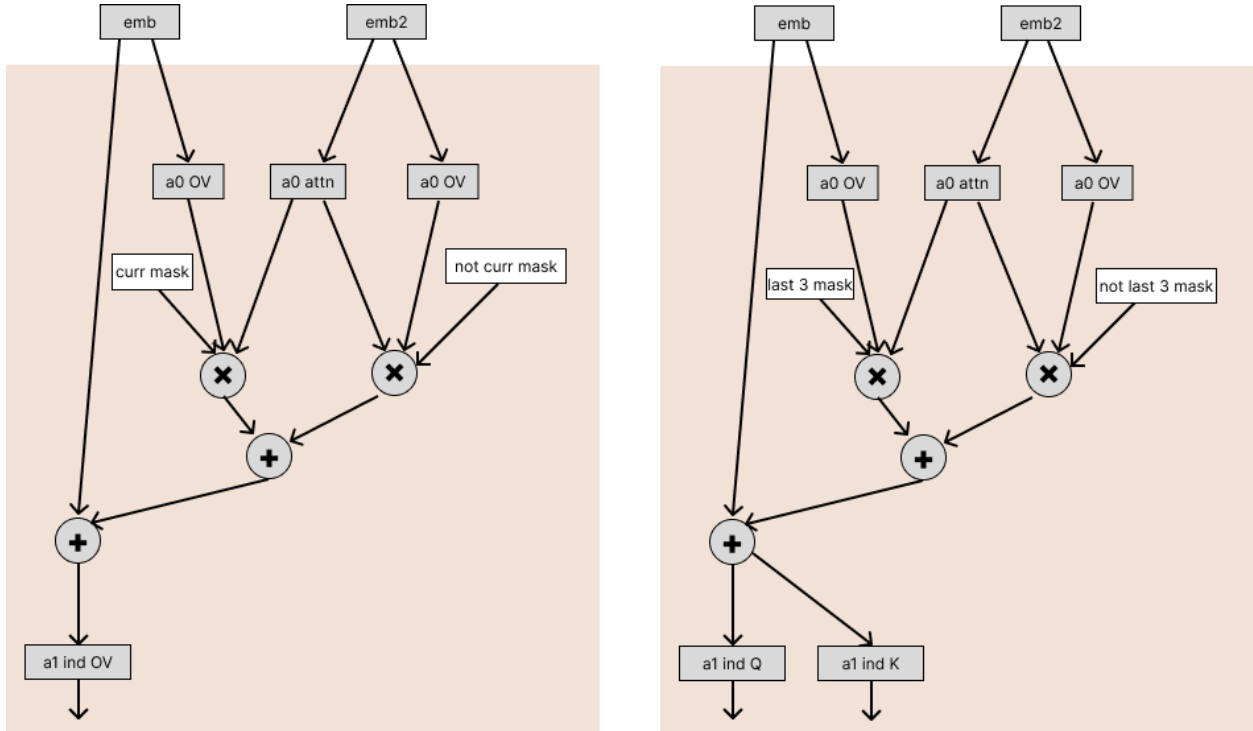 emb
emb2
a0 OV
a0 attn
a0 OV
curr mask
not curr mask
×
×
+
+
a1 ind OV
emb
emb2
a0 OV
a0 attn
a0 OV
last 3 mask
not last 3 mask
×
×
+
+
a1 ind Q
a1 ind K